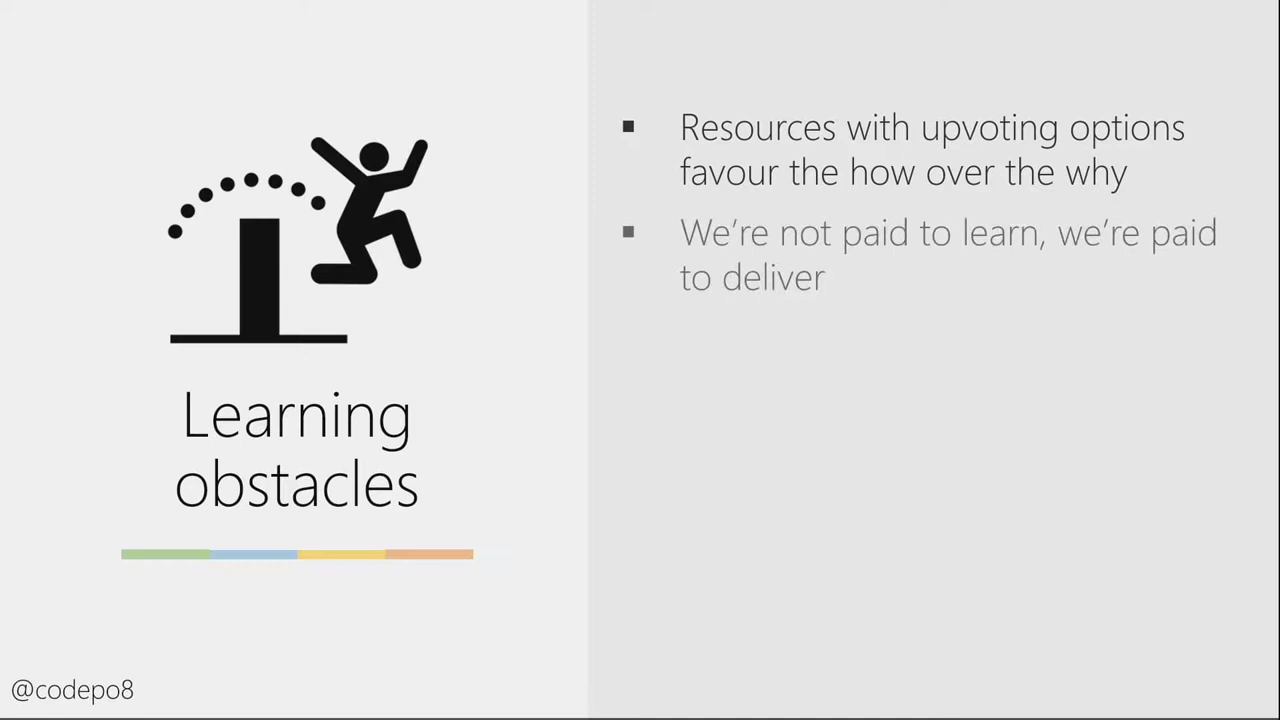 Learning
obstacles
▪ Resources with upvoting options
favour the how over the why
▪ We’re not paid to learn, we’re paid
to deliver
@codepo8